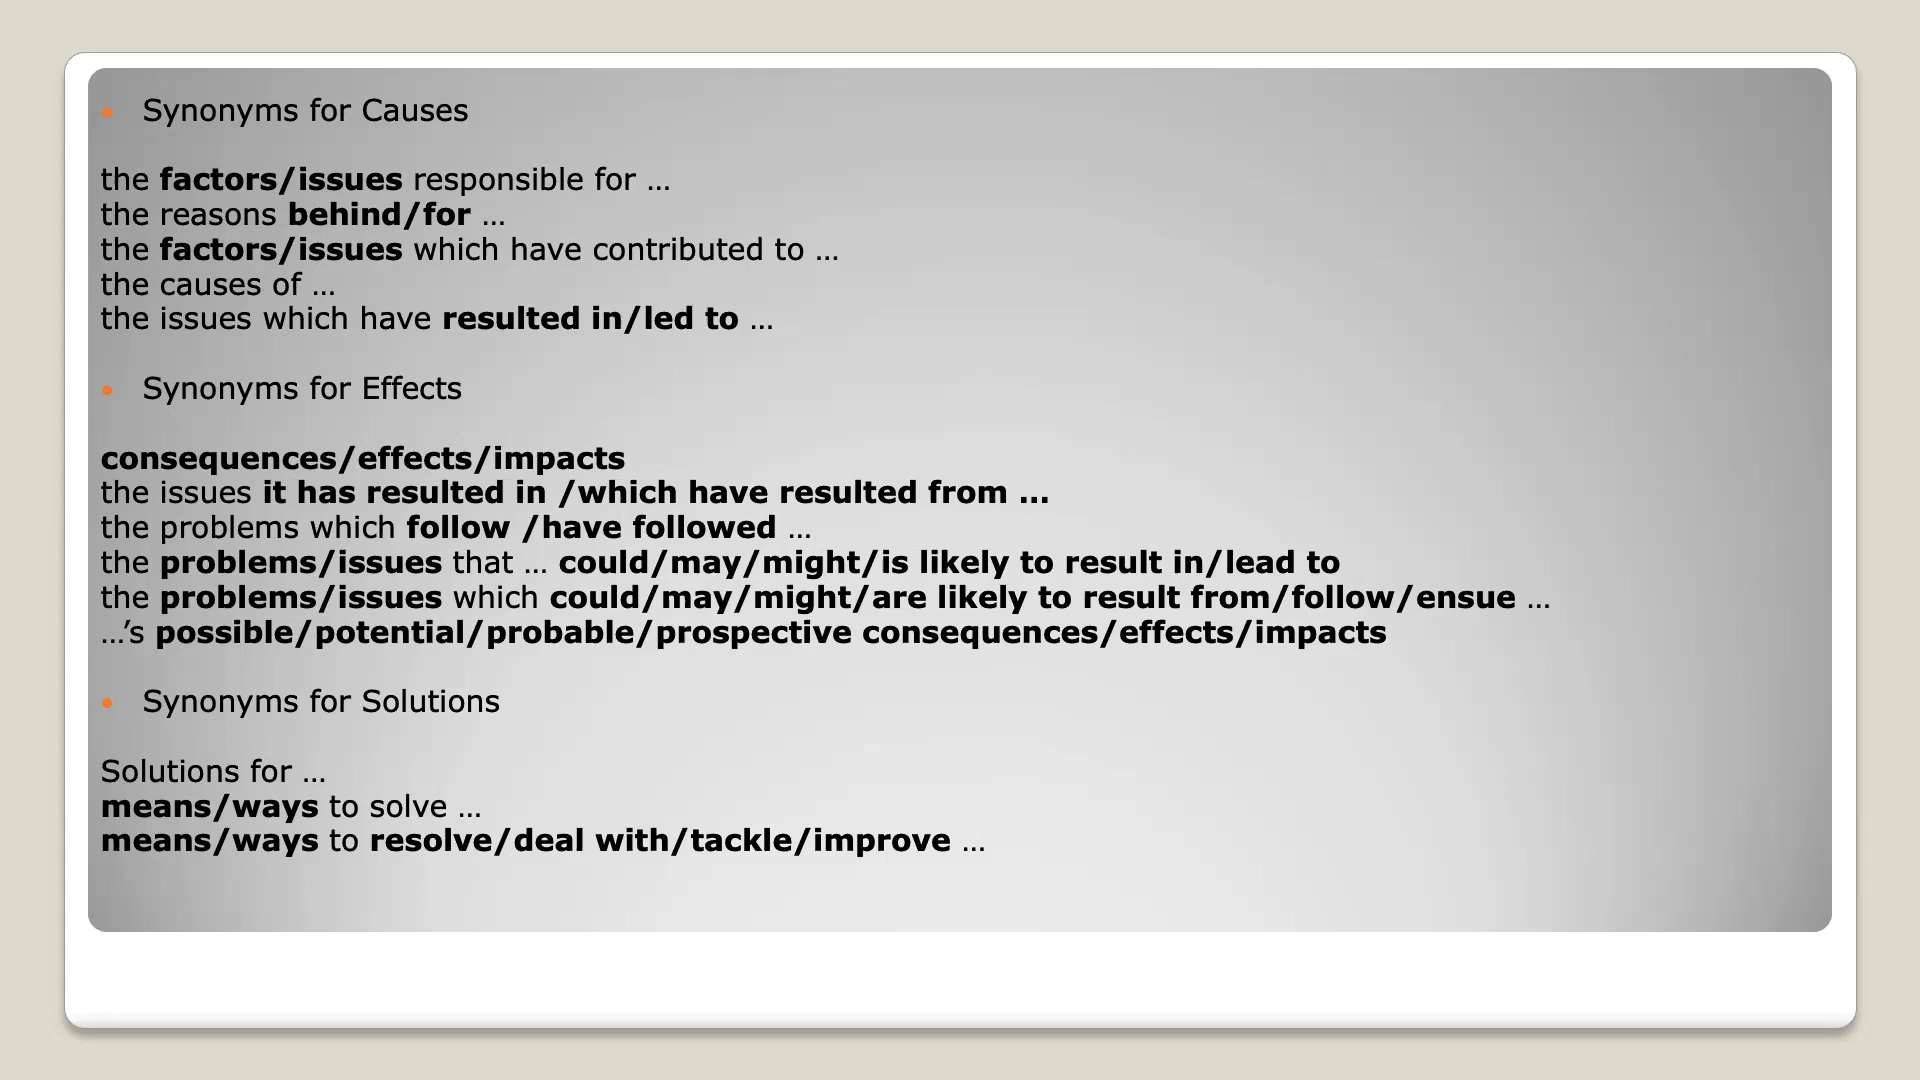 • Synonyms for Causes
the factors/issues responsible for …
the reasons behind/for …
the factors/issues which have contributed to …
the causes of …
the issues which have resulted in/led to …
• Synonyms for Effects
consequences/effects/impacts
the issues it has resulted in /which have resulted from …
the problems which follow /have followed …
the problems/issues that … could/may/might/is likely to result in/lead to
the problems/issues which could/may/might/are likely to result from/follow/ensue …
…’s possible/potential/probable/prospective consequences/effects/impacts
• Synonyms for Solutions
Solutions for …
means/ways to solve …
means/ways to resolve/deal with/tackle/improve …